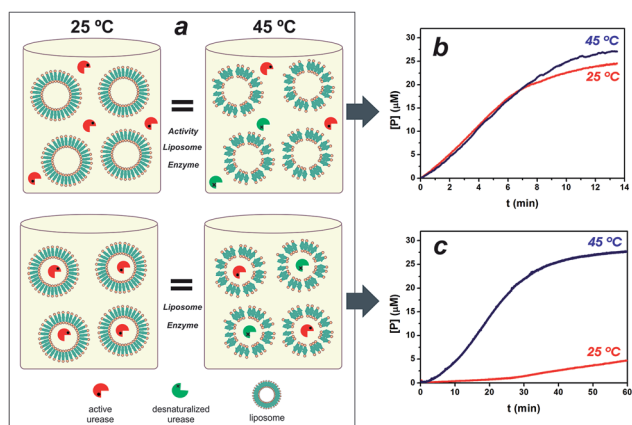 25 ºC
a
45 ºC
=
Activity
Liposome
Enzyme
=
Liposome
Enzyme
active
urease
desnaturalized
urease
liposome
b
45 ºC
25 ºC
[P] (µM)
30
25
20
15
10
5
0
0 2 4 6 8 10 12 14
t (min)
c
45 ºC
25 ºC
[P] (µM)
30
25
20
15
10
5
0
0 10 20 30 40 50 60
t (min)